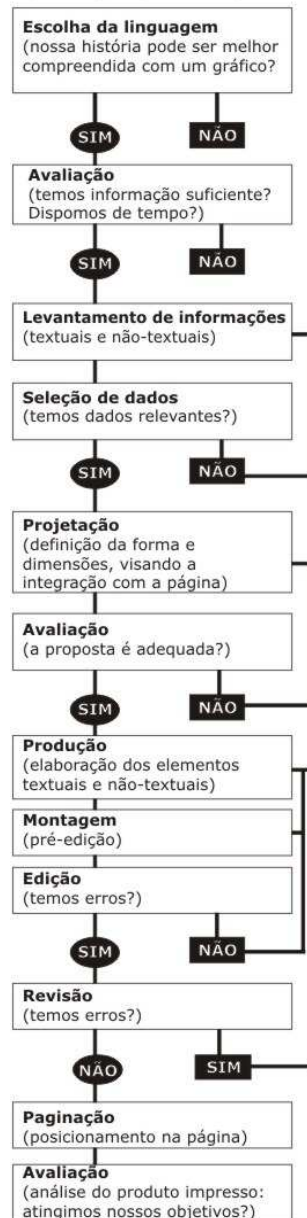 Escolha da linguagem
(nossa história pode ser melhor
compreendida com um gráfico?
SIM NÃO
Avaliação
(temos informação suficiente?
Dispomos de tempo?)
SIM NÃO
Levantamento de informações
(textuais e não-textuais)
Seleção de dados
(temos dados relevantes?)
SIM NÃO
Projetação
(definição da forma e
dimensões, visando a
integração com a página)
Avaliação
(a proposta é adequada?)
SIM NÃO
Produção
(elaboração dos elementos
textuais e não-textuais)
Montagem
(pré-edição)
Edição
(temos erros?)
SIM NÃO
Revisão
(temos erros?)
NÃO SIM
Paginação
(posicionamento na página)
Avaliação
(análise do produto impresso:
atingimos nossos objetivos?)